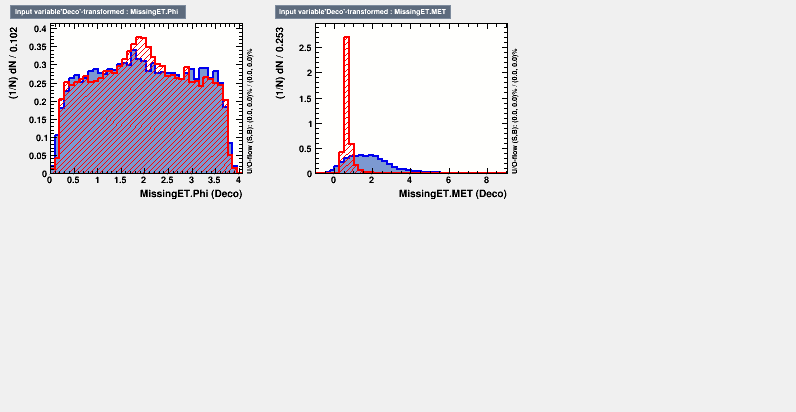 Input variable'Deco'-transformed : MissingET.Phi
(1/N) dN / 0.102
0.4
0.35
0.3
0.25
0.2
0.15
0.1
0.05
0
0 0.5 1 1.5 2 2.5 3 3.5 4
MissingET.Phi (Deco)
U/O-flow (S,B): (0.0, 0.0)% / (0.0, 0.0)%
Input variable'Deco'-transformed : MissingET.MET
(1/N) dN / 0.253
2.5
2
1.5
1
0.5
0
0 2 4 6 8
MissingET.MET (Deco)
U/O-flow (S,B): (0.0, 0.0)% / (0.0, 0.0)%